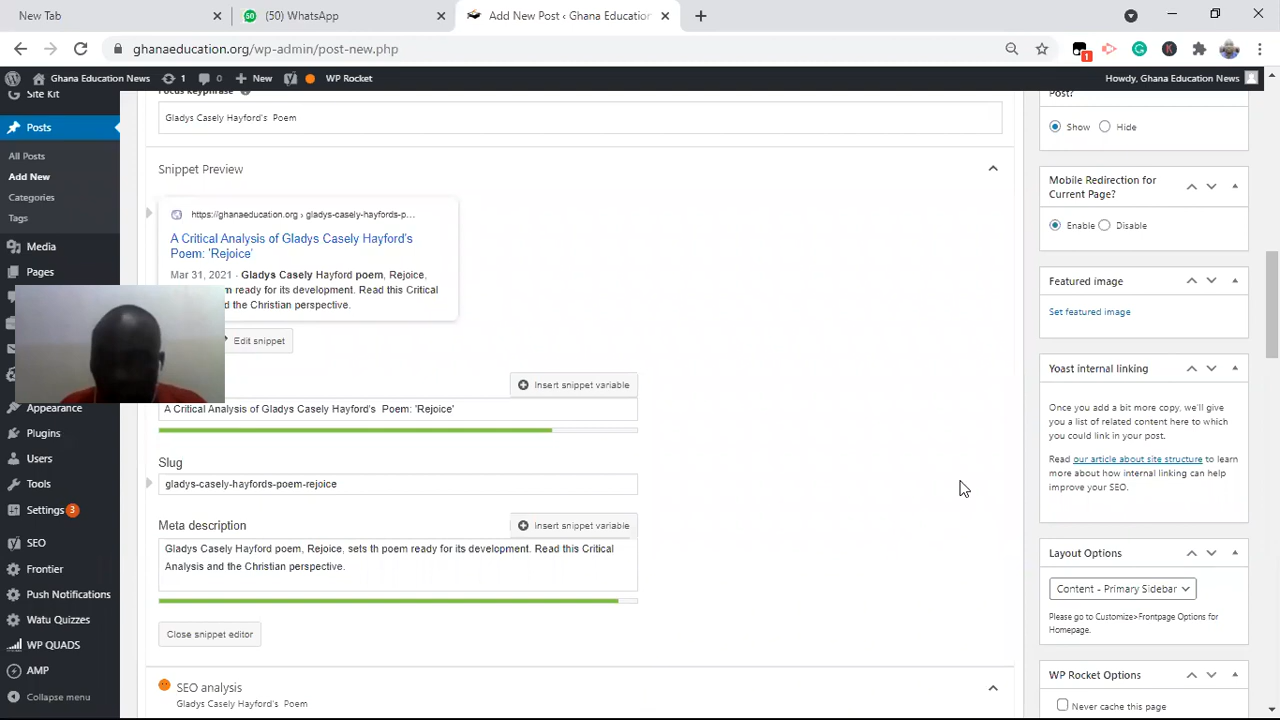 New Tab
(50) WhatsApp
Add New Post ‹ Ghana Education
ghanaeducation.org/wp-admin/post-new.php
1
Ghana Education News
1
0
New
WP Rocket
Howdy, Ghana Education News
Site Kit
Posts
All Posts
Add New
Categories
Tags
Media
Pages
Appearance
Plugins
Users
Tools
Settings 3
SEO
Frontier
Push Notifications
Watu Quizzes
WP QUADS
AMP
Collapse menu
Focus keyphrase
Gladys Casely Hayford's Poem
Snippet Preview
https://ghanaeducation.org › gladys-casely-hayfords-p...
A Critical Analysis of Gladys Casely Hayford's
Poem: 'Rejoice'
Mar 31, 2021 · Gladys Casely Hayford poem, Rejoice,
m ready for its development. Read this Critical
d the Christian perspective.
Edit snippet
Insert snippet variable
A Critical Analysis of Gladys Casely Hayford's Poem: 'Rejoice'
Slug
gladys-casely-hayfords-poem-rejoice
Meta description
Insert snippet variable
Gladys Casely Hayford poem, Rejoice, sets th poem ready for its development. Read this Critical
Analysis and the Christian perspective.
Close snippet editor
SEO analysis
Gladys Casely Hayford's Poem
Post?
Show
Hide
Mobile Redirection for
Current Page?
Enable
Disable
Featured image
Set featured image
Yoast internal linking
Once you add a bit more copy, we'll give
you a list of related content here to which
you could link in your post.
Read our article about site structure to learn
more about how internal linking can help
improve your SEO.
Layout Options
Content - Primary Sidebar
Please go to Customize>Frontpage Options for
Homepage.
WP Rocket Options
Never cache this page